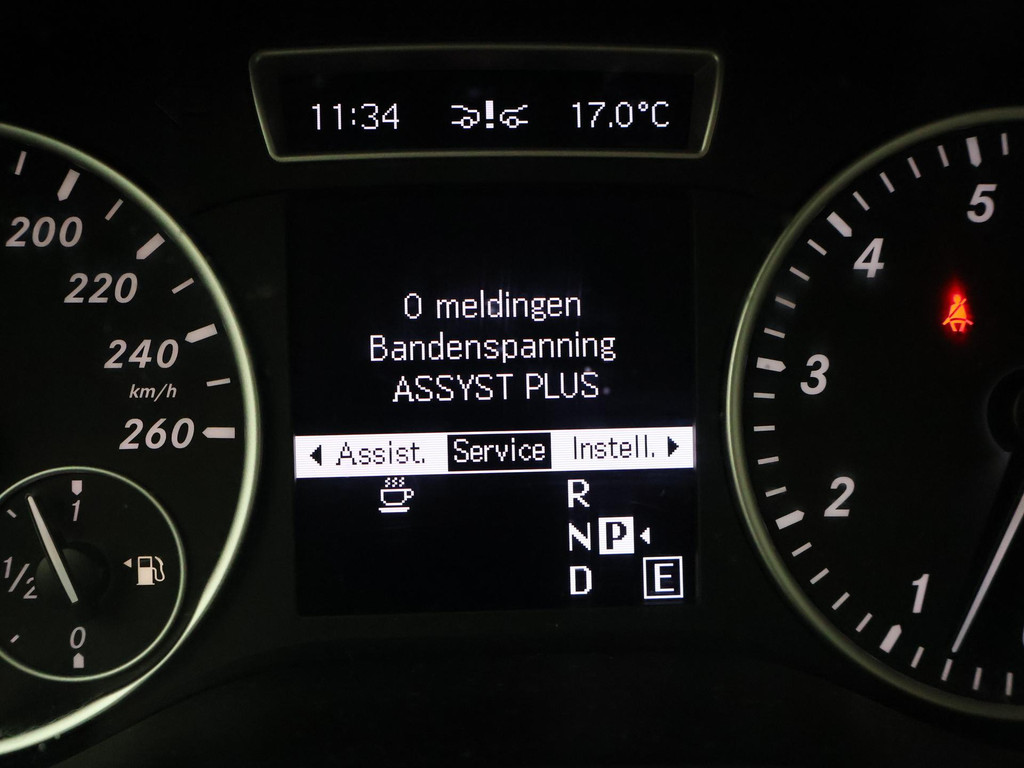 11:34 17.0°C
200
220
240
km/h
260
1
1/2
0
0 meldingen
Bandenspanning
ASSYST PLUS
Assist. Service Instell.
R
N P
D E
5
4
3
2
1